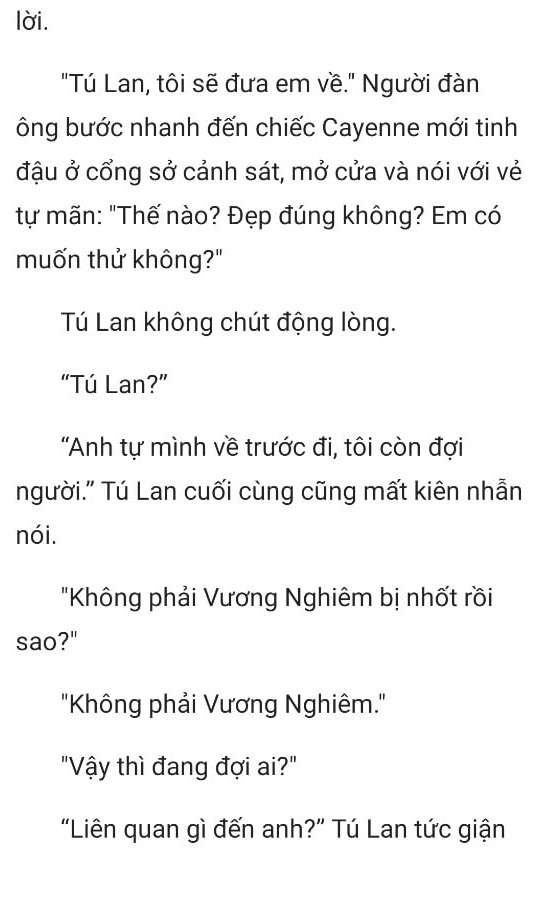 lời.
"Tú Lan, tôi sẽ đưa em về." Người đàn
ông bước nhanh đến chiếc Cayenne mới tinh
đậu ở cổng sở cảnh sát, mở cửa và nói với vẻ
tự mãn: "Thế nào? Đẹp đúng không? Em có
muốn thử không?"
Tú Lan không chút động lòng.
“Tú Lan?”
“Anh tự mình về trước đi, tôi còn đợi
người.” Tú Lan cuối cùng cũng mất kiên nhẫn
nói.
"Không phải Vương Nghiêm bị nhốt rồi
sao?"
"Không phải Vương Nghiêm."
"Vậy thì đang đợi ai?"
“Liên quan gì đến anh?” Tú Lan tức giận